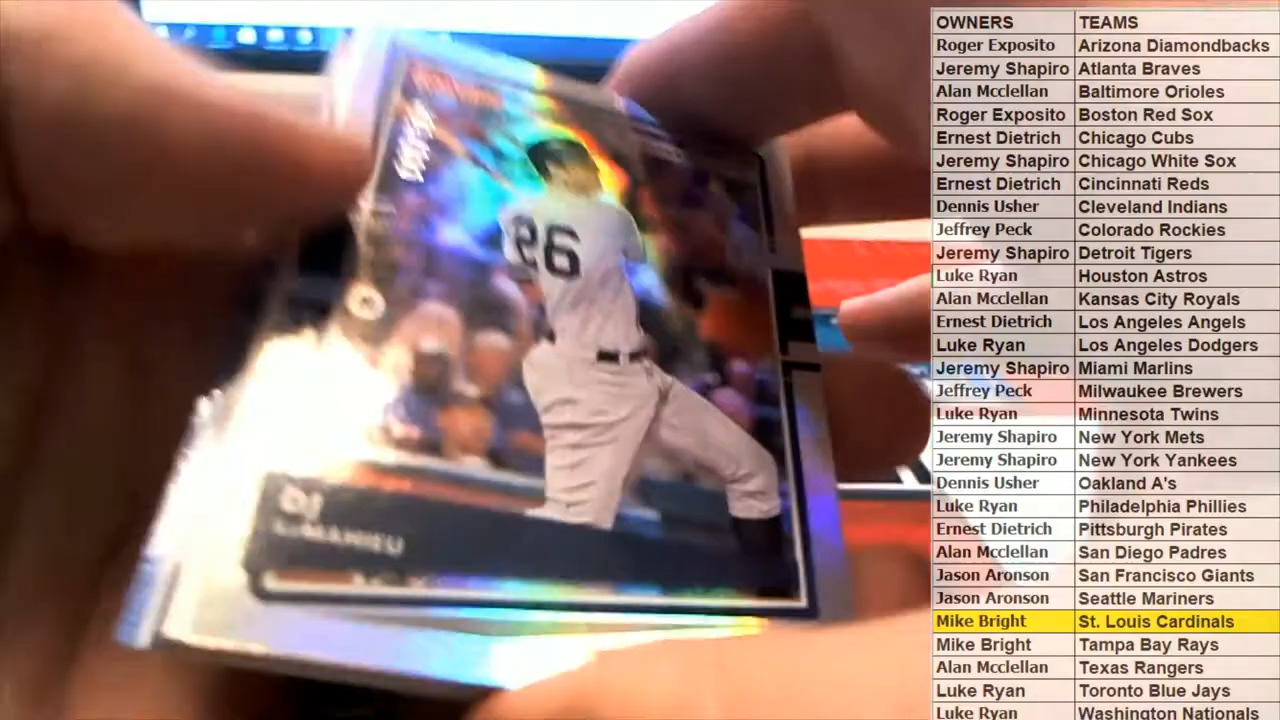 26
DJ
LEMAHIEU
OWNERS TEAMS
Roger Exposito Arizona Diamondbacks
Jeremy Shapiro Atlanta Braves
Alan Mcclellan Baltimore Orioles
Roger Exposito Boston Red Sox
Ernest Dietrich Chicago Cubs
Jeremy Shapiro Chicago White Sox
Ernest Dietrich Cincinnati Reds
Dennis Usher Cleveland Indians
Jeffrey Peck Colorado Rockies
Jeremy Shapiro Detroit Tigers
Luke Ryan Houston Astros
Alan Mcclellan Kansas City Royals
Ernest Dietrich Los Angeles Angels
Luke Ryan Los Angeles Dodgers
Jeremy Shapiro Miami Marlins
Jeffrey Peck Milwaukee Brewers
Luke Ryan Minnesota Twins
Jeremy Shapiro New York Mets
Jeremy Shapiro New York Yankees
Dennis Usher Oakland A's
Luke Ryan Philadelphia Phillies
Ernest Dietrich Pittsburgh Pirates
Alan Mcclellan San Diego Padres
Jason Aronson San Francisco Giants
Jason Aronson Seattle Mariners
Mike Bright St. Louis Cardinals
Mike Bright Tampa Bay Rays
Alan Mcclellan Texas Rangers
Luke Ryan Toronto Blue Jays
Luke Ryan Washington Nationals